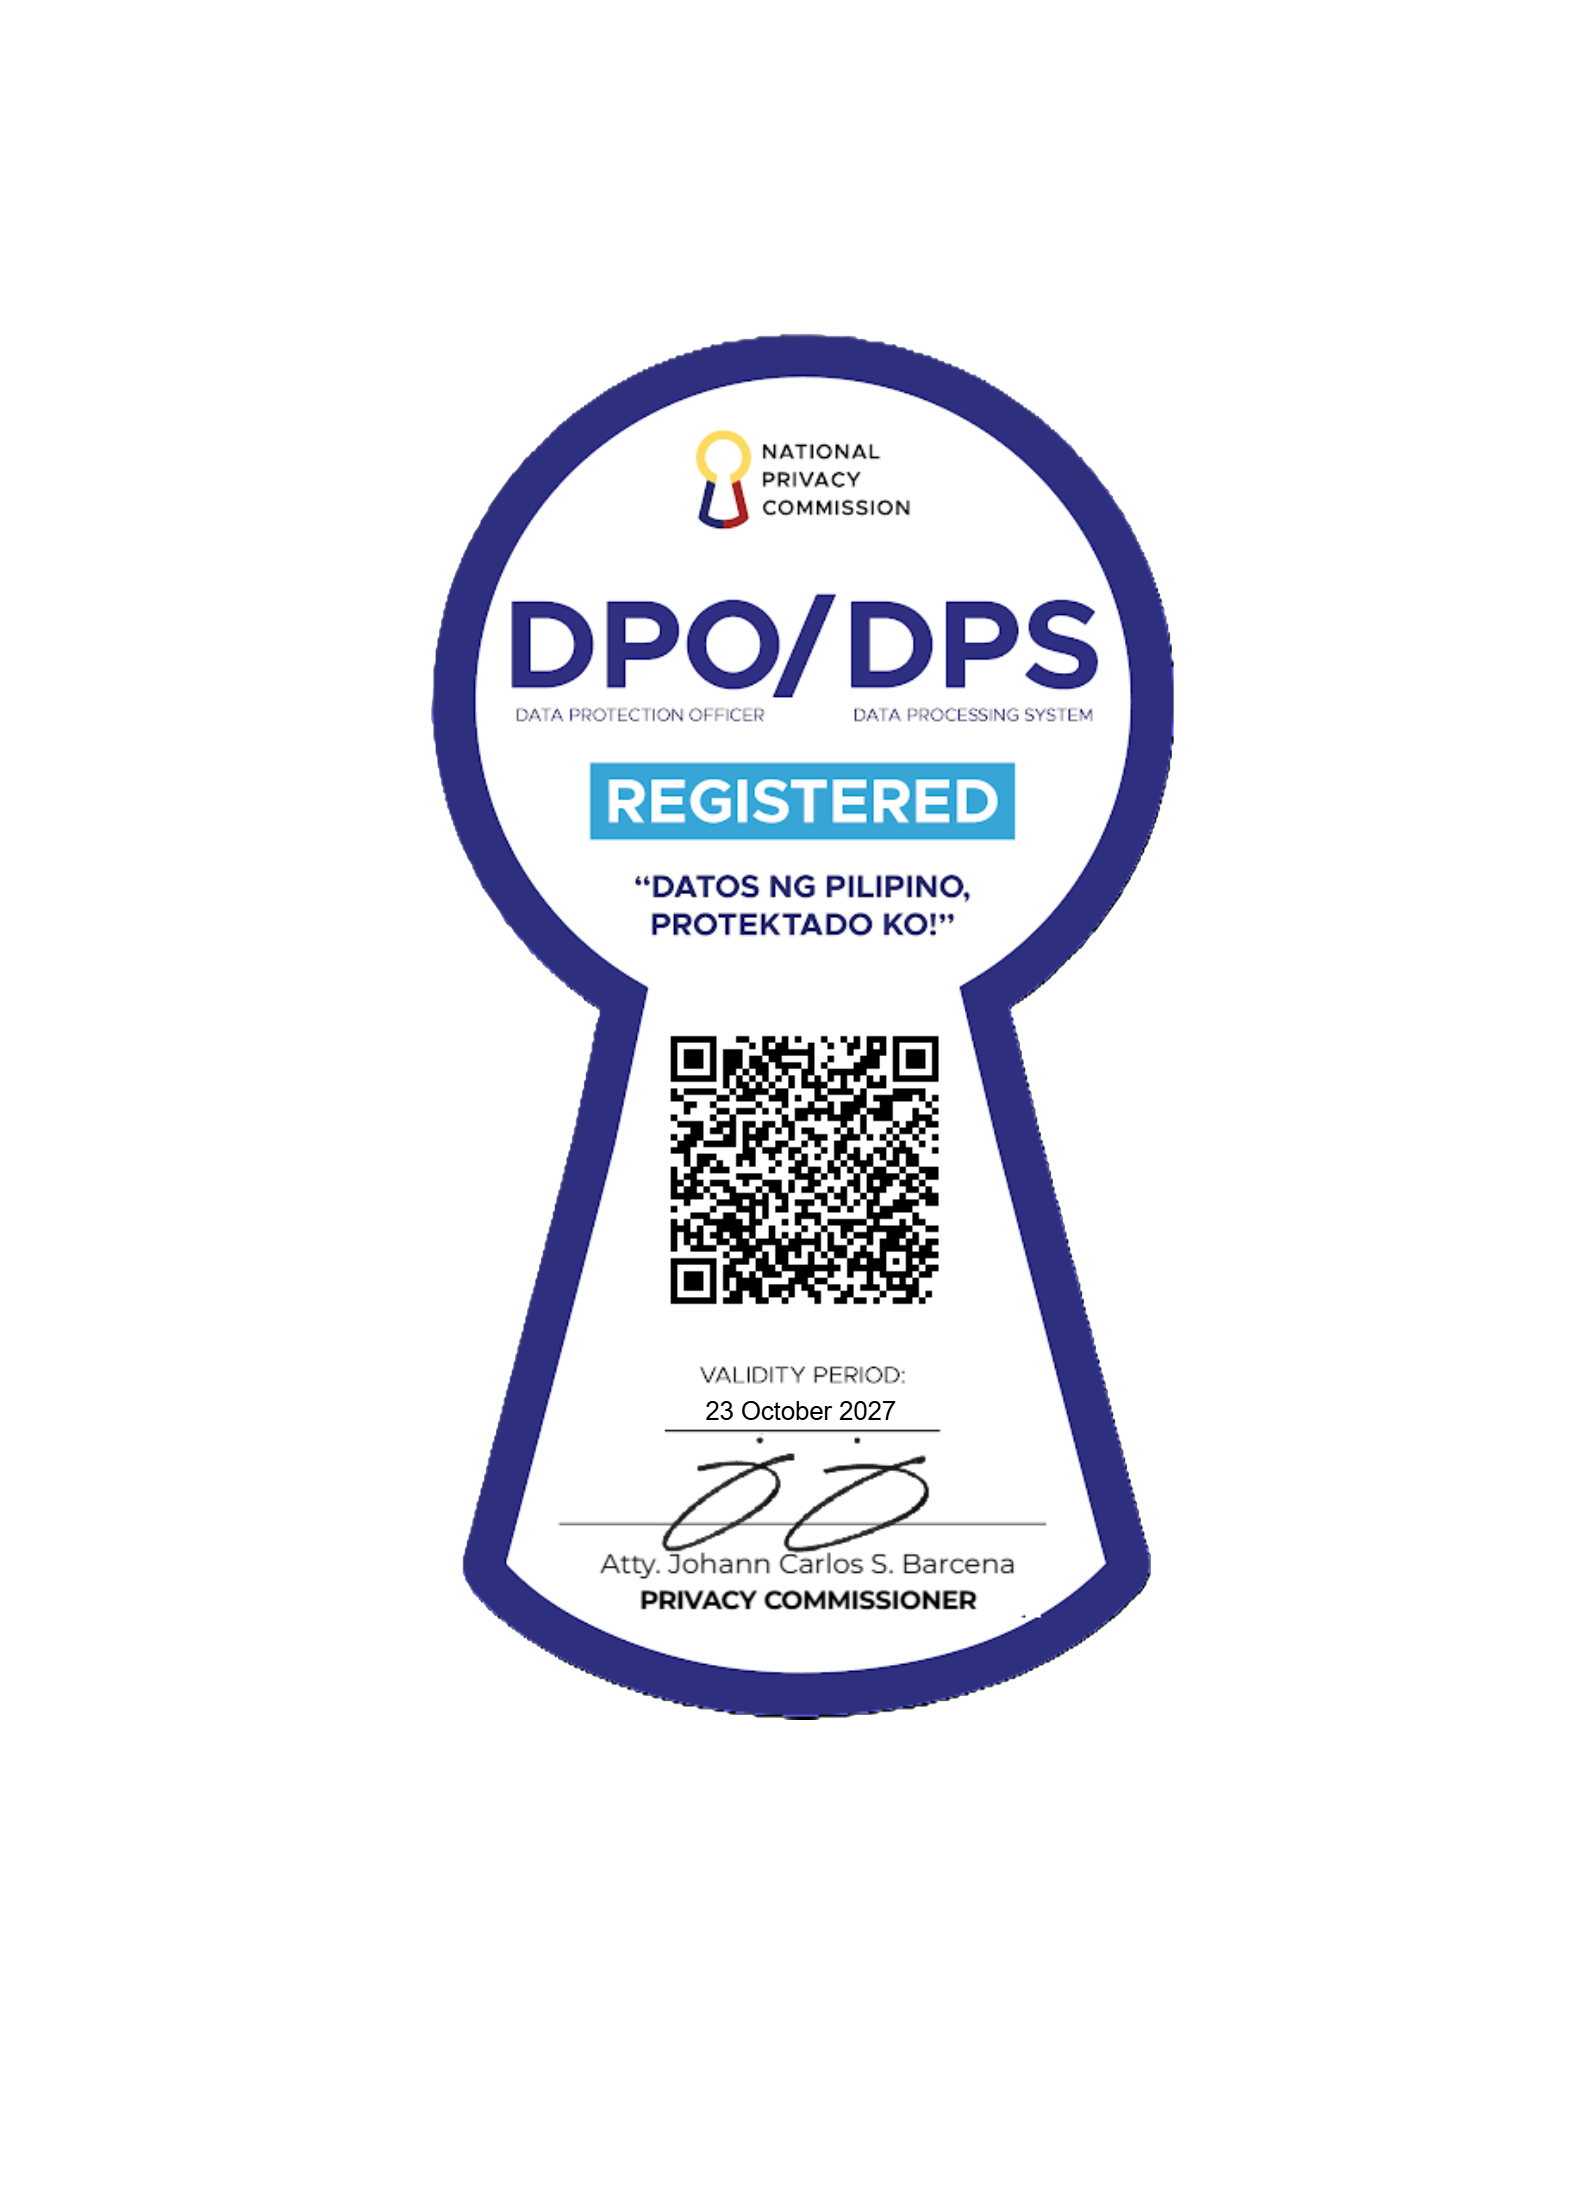 NATIONAL
PRIVACY
COMMISSION
DPO/DPS
DATA PROTECTION OFFICER DATA PROCESSING SYSTEM
REGISTERED
“DATOS NG PILIPINO,
PROTEKTADO KO!”
VALIDITY PERIOD:
23 October 2027
Atty. Johann Carlos S. Barcena
PRIVACY COMMISSIONER